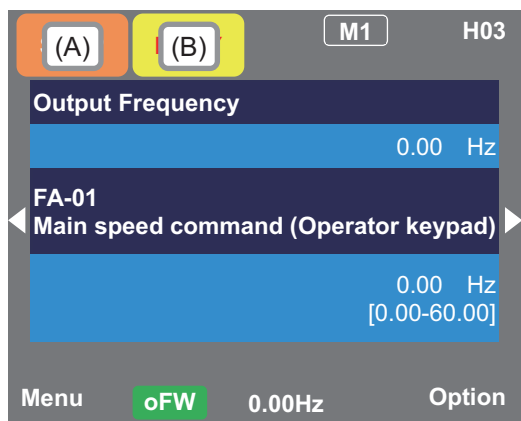 (A) (B) M1 H03
Output Frequency
0.00 Hz
FA-01
Main speed command (Operator keypad)
0.00 Hz
[0.00-60.00]
Menu oFW 0.00Hz Option